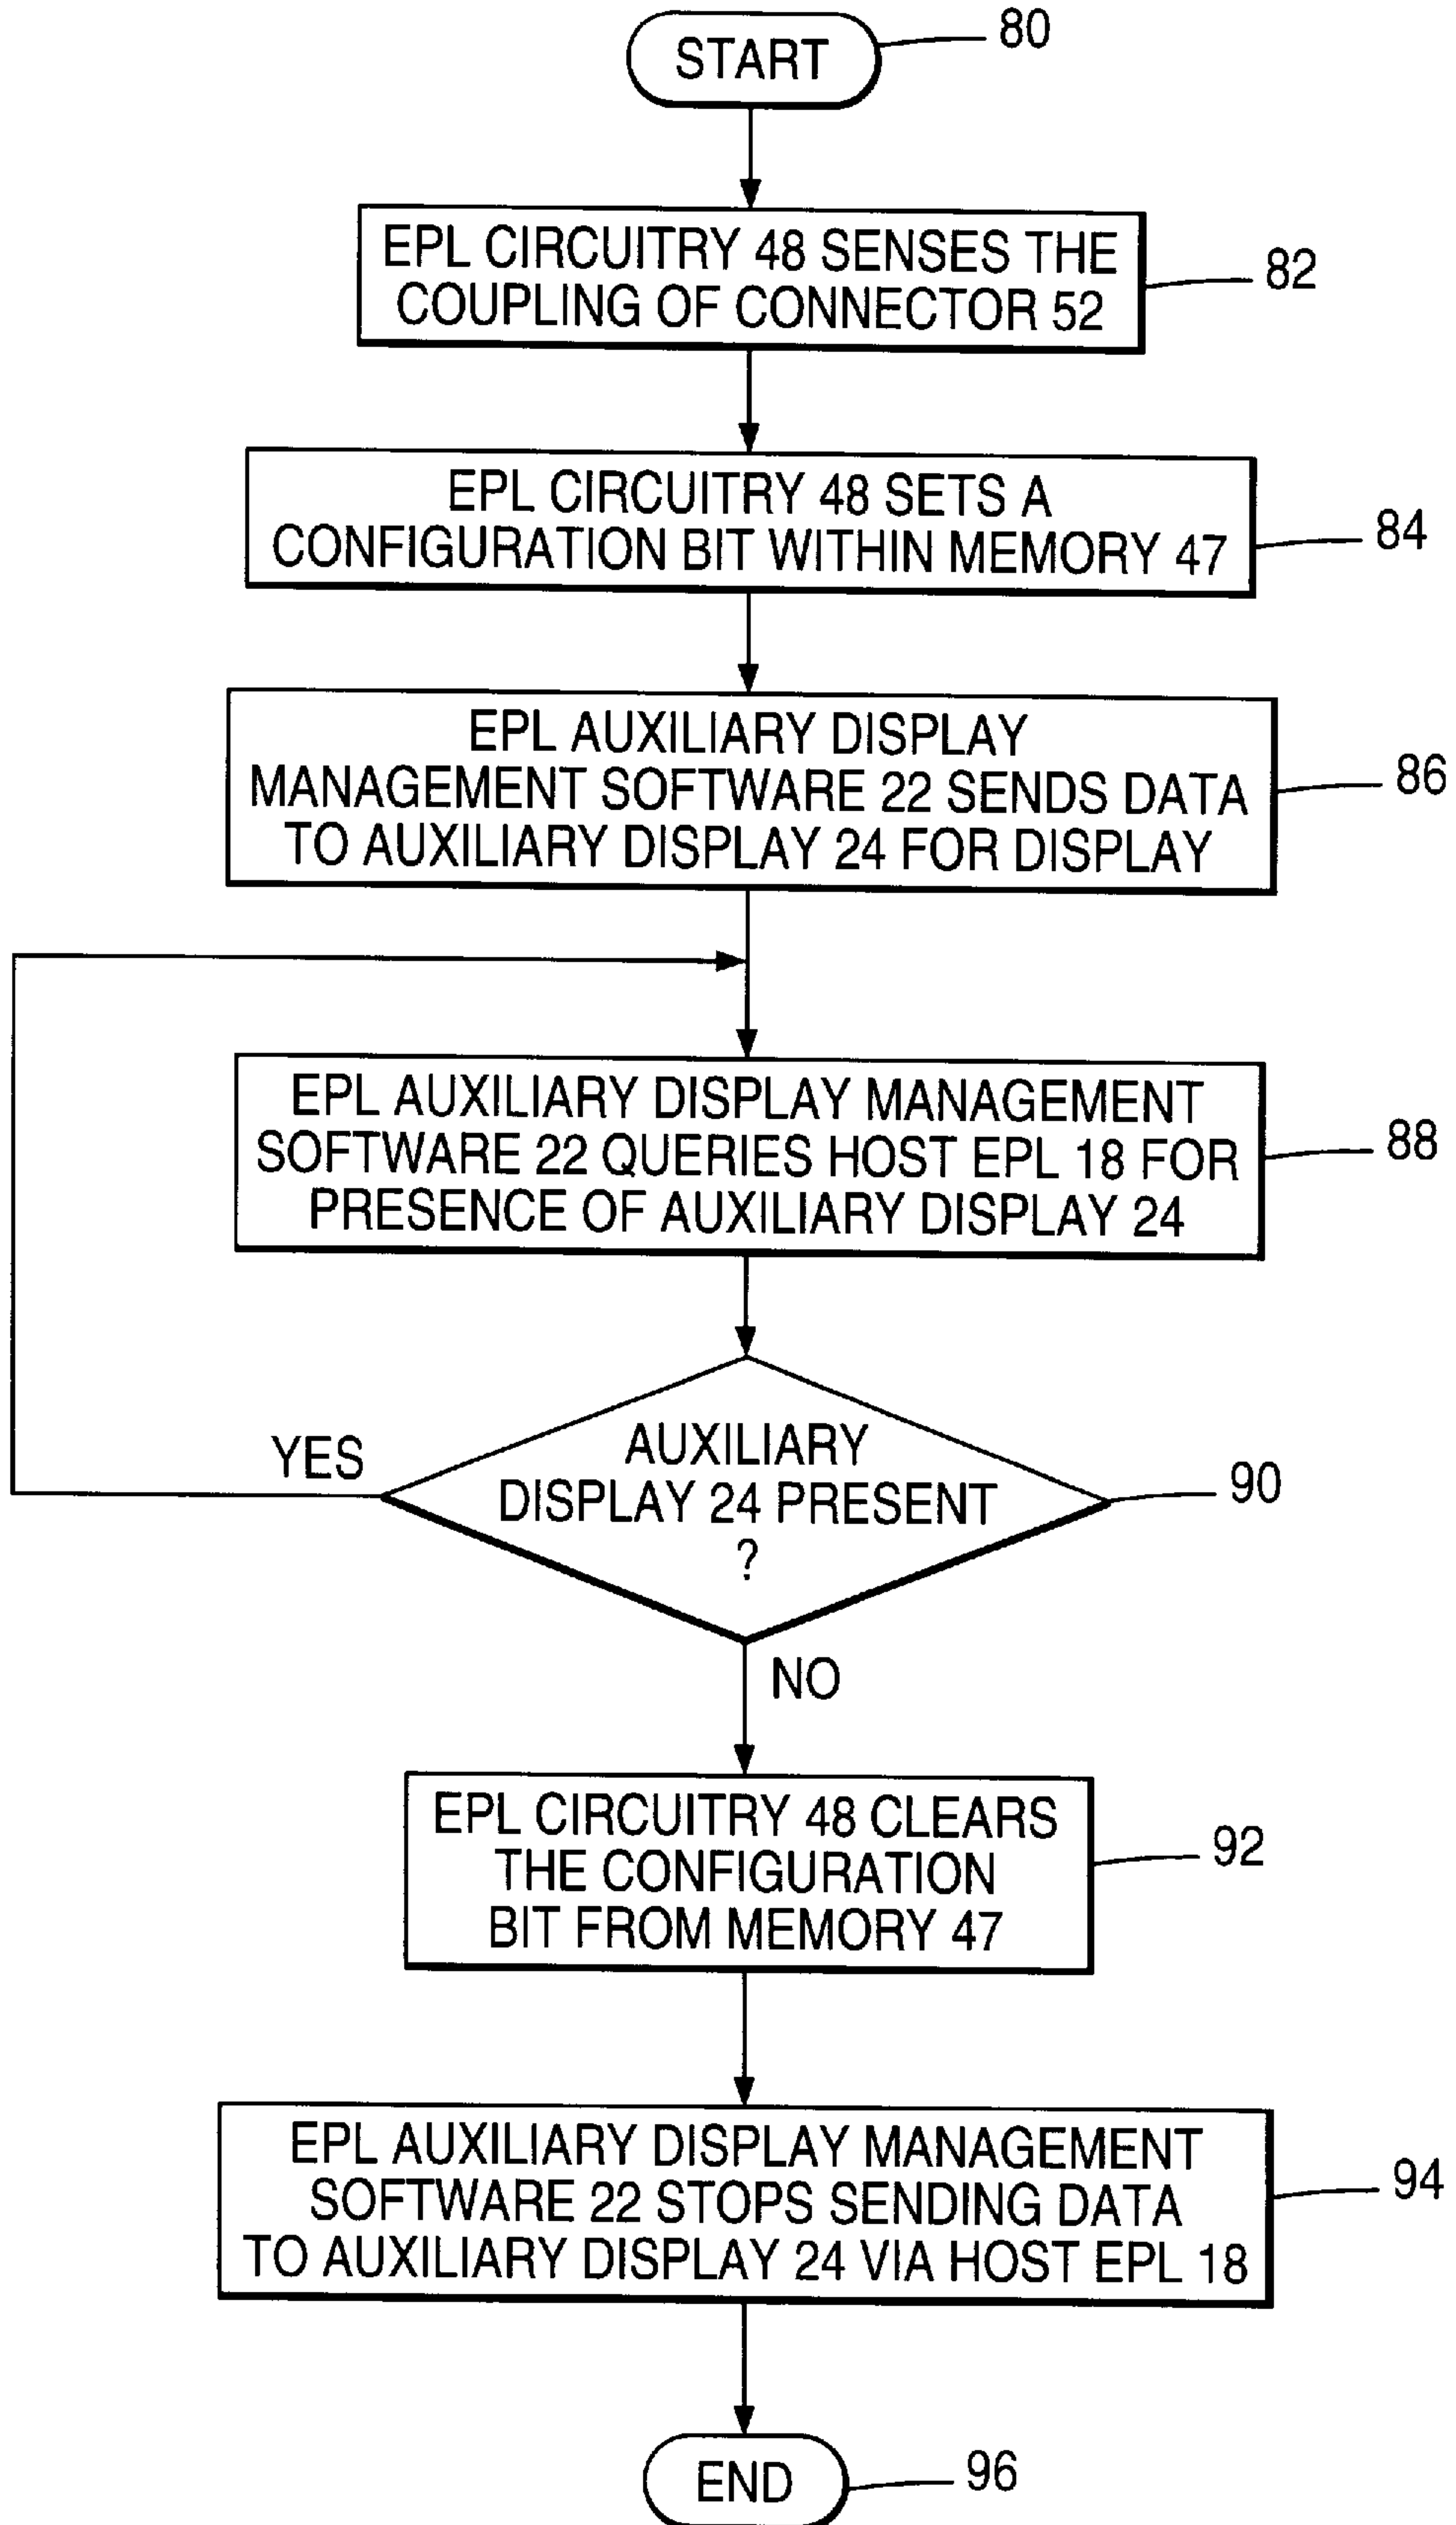 START
80
EPL CIRCUITRY 48 SENSES THE
COUPLING OF CONNECTOR 52
82
EPL CIRCUITRY 48 SETS A
CONFIGURATION BIT WITHIN MEMORY 47
84
EPL AUXILIARY DISPLAY
MANAGEMENT SOFTWARE 22 SENDS DATA
TO AUXILIARY DISPLAY 24 FOR DISPLAY
86
EPL AUXILIARY DISPLAY MANAGEMENT
SOFTWARE 22 QUERIES HOST EPL 18 FOR
PRESENCE OF AUXILIARY DISPLAY 24
88
YES
AUXILIARY
DISPLAY 24 PRESENT
?
90
NO
EPL CIRCUITRY 48 CLEARS
THE CONFIGURATION
BIT FROM MEMORY 47
92
EPL AUXILIARY DISPLAY MANAGEMENT
SOFTWARE 22 STOPS SENDING DATA
TO AUXILIARY DISPLAY 24 VIA HOST EPL 18
94
END
96